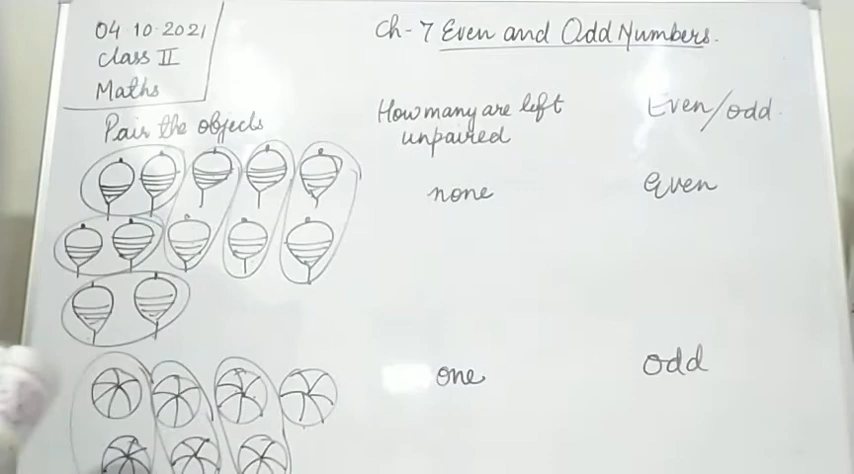 04.10.2021
Class II
Maths
Ch-7 Even and Odd Numbers.
Pair the objects
How many are left
unpaired
Even/odd.
none
Even
one
odd